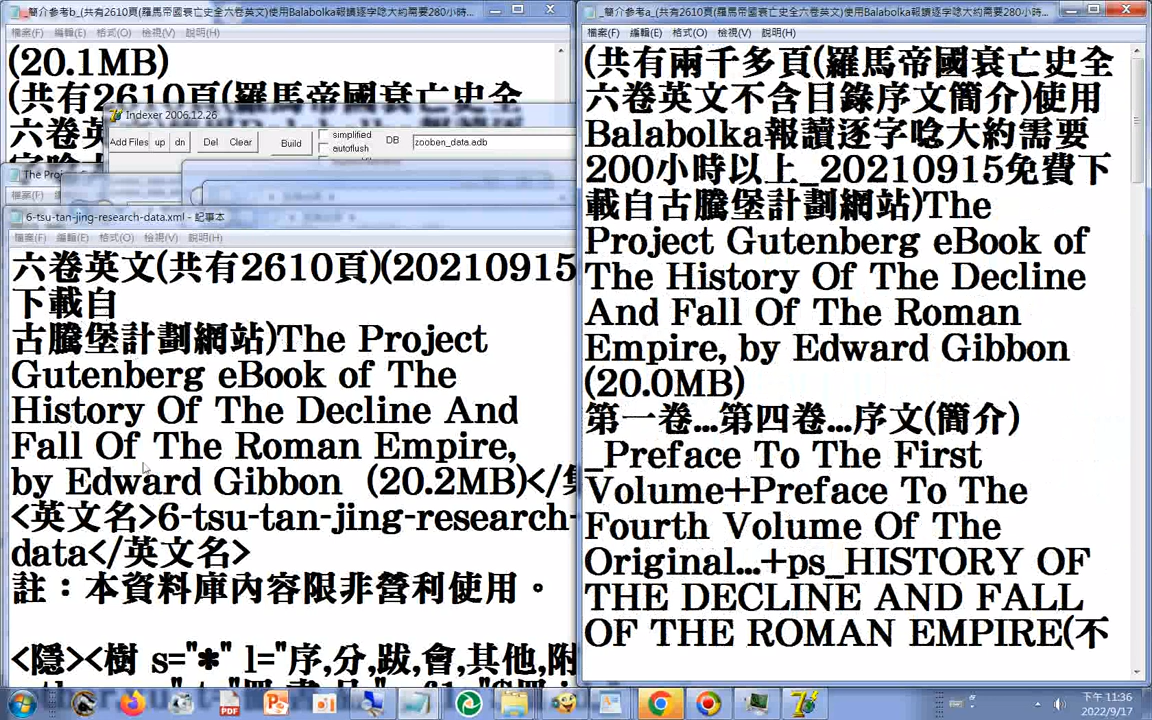 _簡介參考b_(共有2610頁(羅馬帝國衰亡史全六卷英文)使用Balabolka報讀逐字唸大約需要280小時...
檔案(F) 編輯(E) 格式(O) 檢視(V) 說明(H)
(20.1MB)
(共有2610頁(羅馬帝國衰亡史全
Indexer 2006.12.26
Add Files up dn Del Clear Build
simplified
autoflush
DB zooben_data.adb
The Pro
檔案(F)
6-tsu-tan-jing-research-data.xml - 記事本
檔案(F) 編輯(E) 格式(O) 檢視(V) 說明(H)
六卷英文(共有2610頁)(20210915
下載自
古騰堡計劃網站)The Project
Gutenberg eBook of The
History Of The Decline And
Fall Of The Roman Empire,
by Edward Gibbon (20.2MB)</集
<英文名>6-tsu-tan-jing-research-
data</英文名>
註：本資料庫內容限非營利使用。
<隱><樹 s="*" l="序,分,跋,會,其他,附
_簡介參考a_(共有2610頁(羅馬帝國衰亡史全六卷英文)使用Balabolka報讀逐字唸大約需要280小時...
檔案(F) 編輯(E) 格式(O) 檢視(V) 說明(H)
(共有兩千多頁(羅馬帝國衰亡史全
六卷英文不含目錄序文簡介)使用
Balabolka報讀逐字唸大約需要
200小時以上_20210915免費下
載自古騰堡計劃網站)The
Project Gutenberg eBook of
The History Of The Decline
And Fall Of The Roman
Empire, by Edward Gibbon
(20.0MB)
第一卷...第四卷...序文(簡介)
_Preface To The First
Volume+Preface To The
Fourth Volume Of The
Original...+ps_HISTORY OF
THE DECLINE AND FALL
OF THE ROMAN EMPIRE(不
下午 11:36
2022/9/17